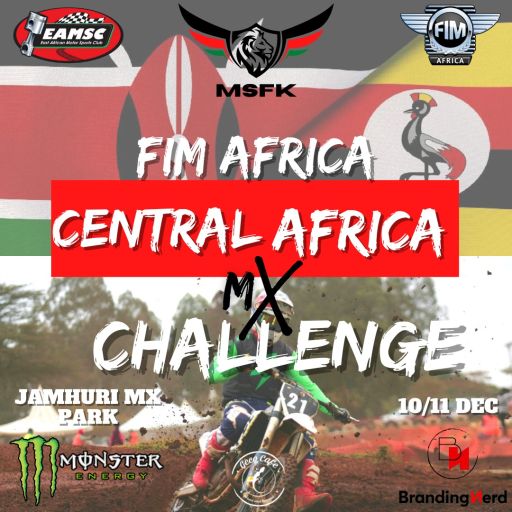 EAMSC
East African Motor Sports Club
MSFK
FIM
AFRICA
FIM AFRICA
CENTRAL AFRICA
MX
CHALLENGE
21
JAMHURI MX
PARK
10/11 DEC
MONSTER
ENERGY
BrandingNerd